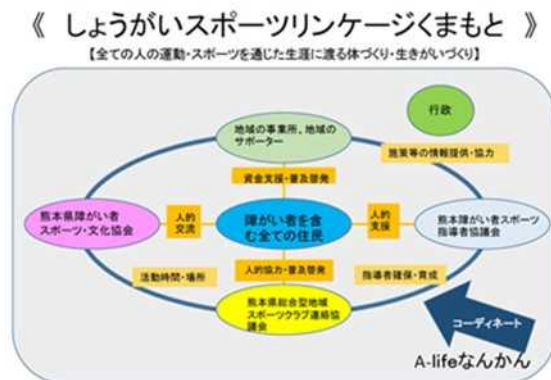 《 しょうがいスポーツリンケージくまもと 》
【全ての人の運動・スポーツを通じた生涯に渡る体づくり・生きがいづくり】
行政
地域の事業所、地域の
サポーター
施策等の情報提供・協力
資金支援・普及啓発
熊本県障がい者
スポーツ・文化協会
人的
交流
障がい者を含
む全ての住民
人的
支援
熊本障がい者スポーツ
指導者協議会
人的協力・普及啓発
活動時間・場所
指導者確保・育成
熊本県総合型地域
スポーツクラブ連絡協
議会
コーディネート
A-lifeなんかん